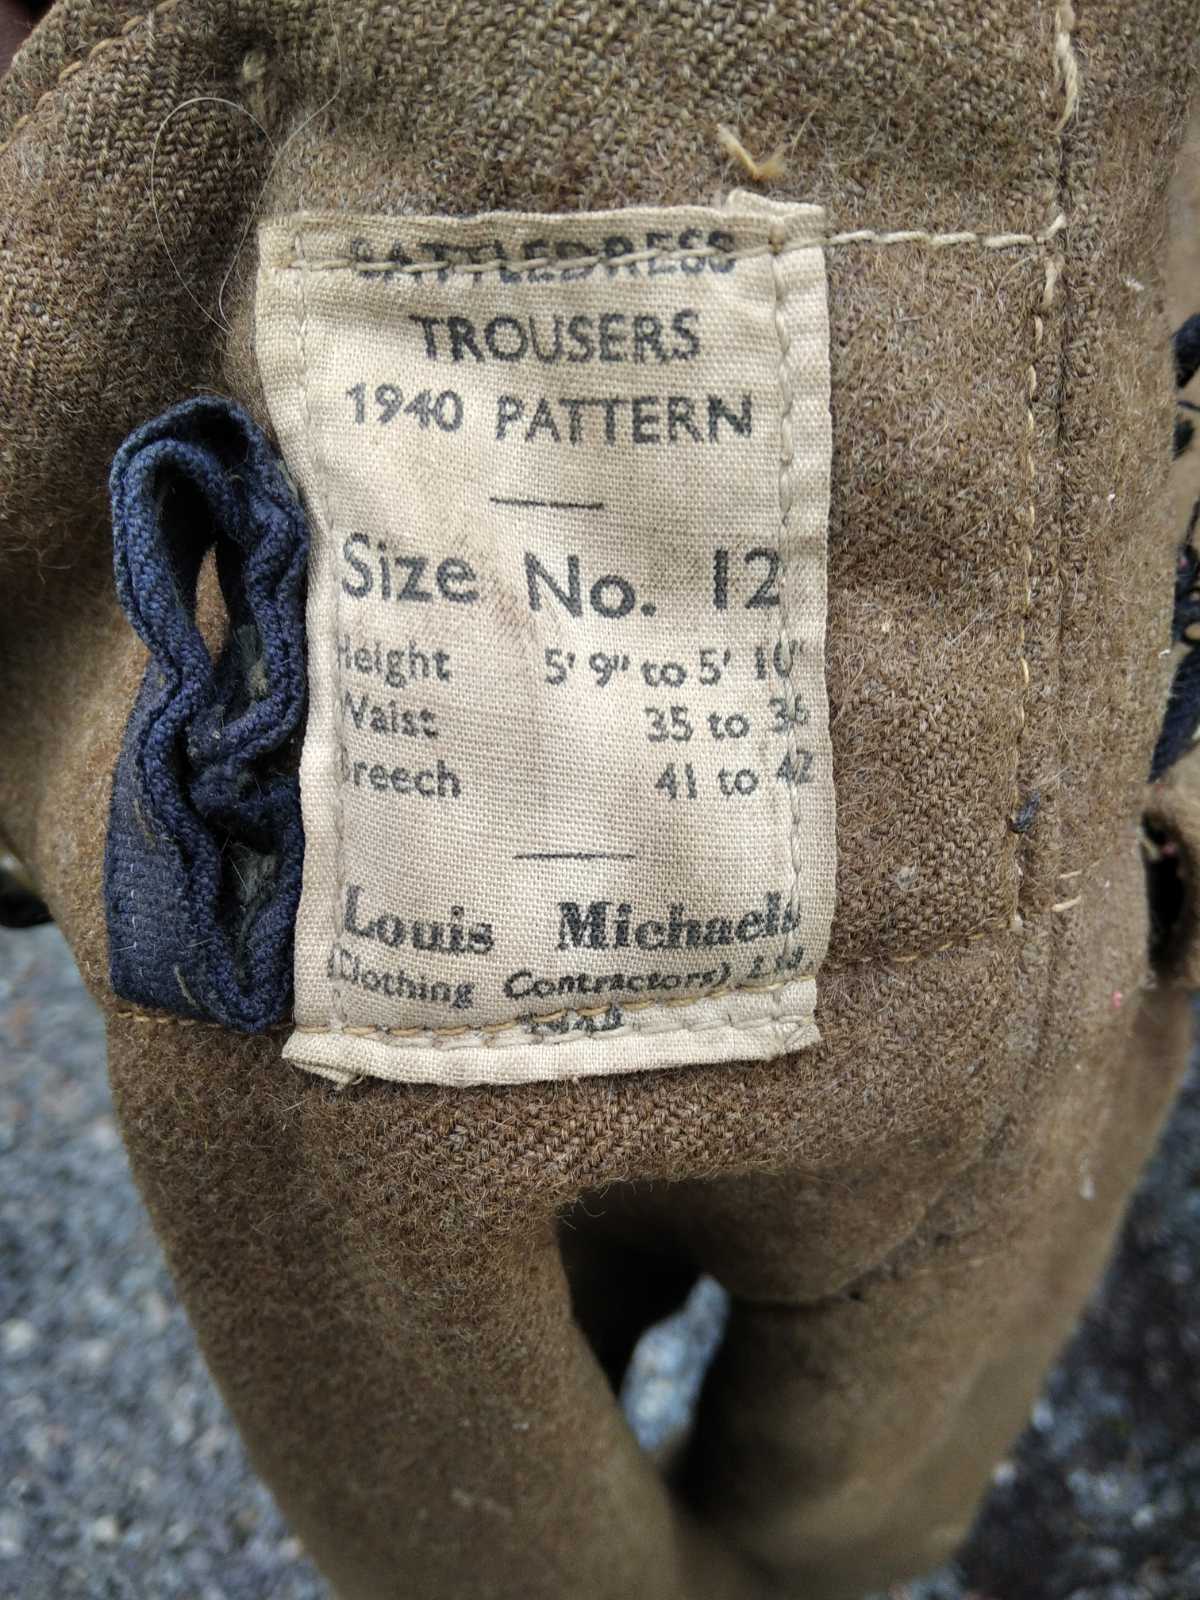 BATTLEDRESS
TROUSERS
1940 PATTERN
Size No. 12
Height 5' 9" to 5' 10"
Waist 35 to 36
Breech 41 to 42
Louis Michaels
(Clothing Contractors) Ltd